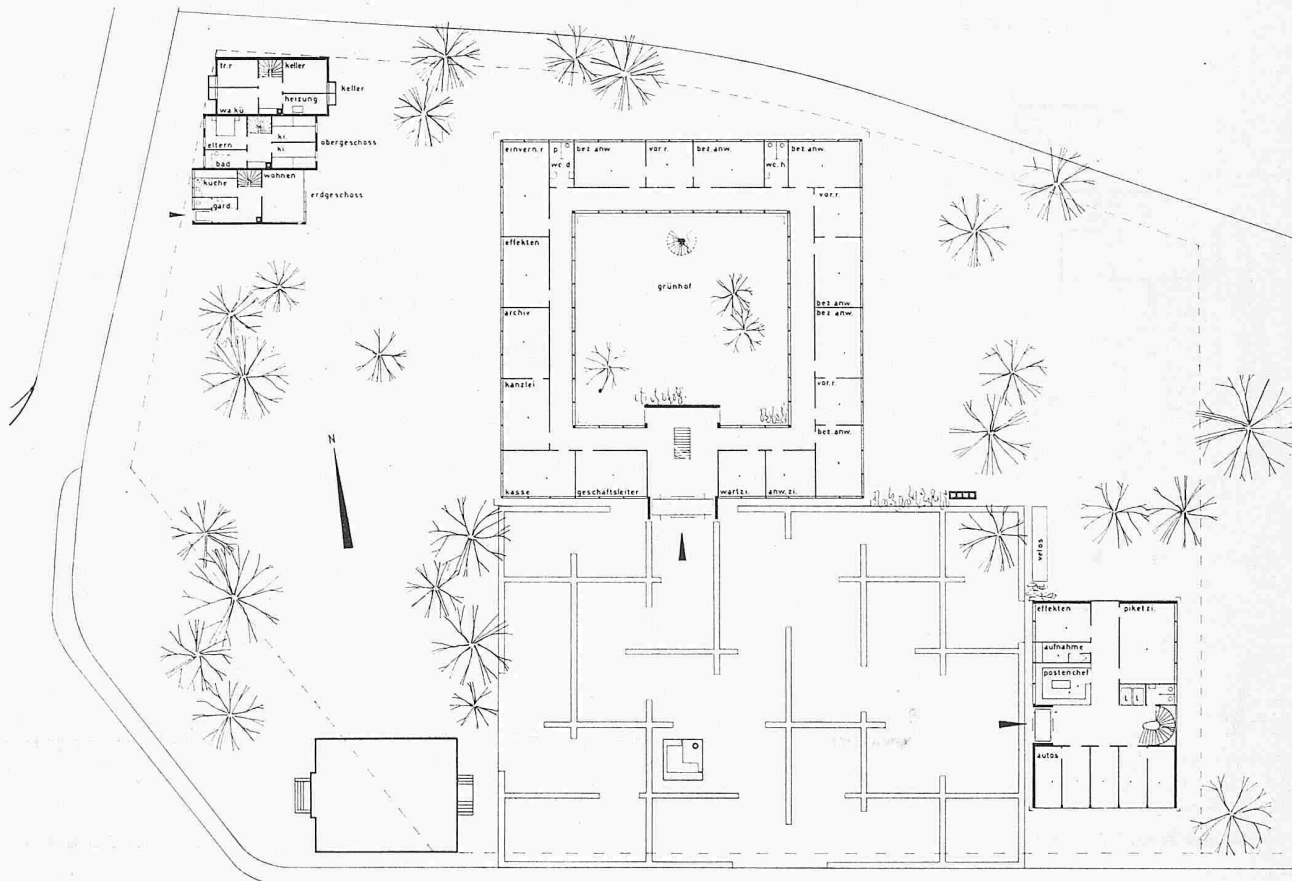 tr.r
keller
keller
wa.kü
heizung
eltern
ki.
ki.
obergeschoss
bad
küche
wohnen
erdgeschoss
gard.
einvern.r
p.
wc.d
bez.anw.
vor.r.
bez.anw.
wc.h
bez.anw.
vor.r.
effekten
grünhof
bez.anw.
archiv
bez.anw.
kanzlei
vor.r.
bez.anw.
kasse
geschäftsleiter
wartzi.
anw.zi.
N
velos
effekten
piketzi.
aufnahme
postenchef
L
L
autos